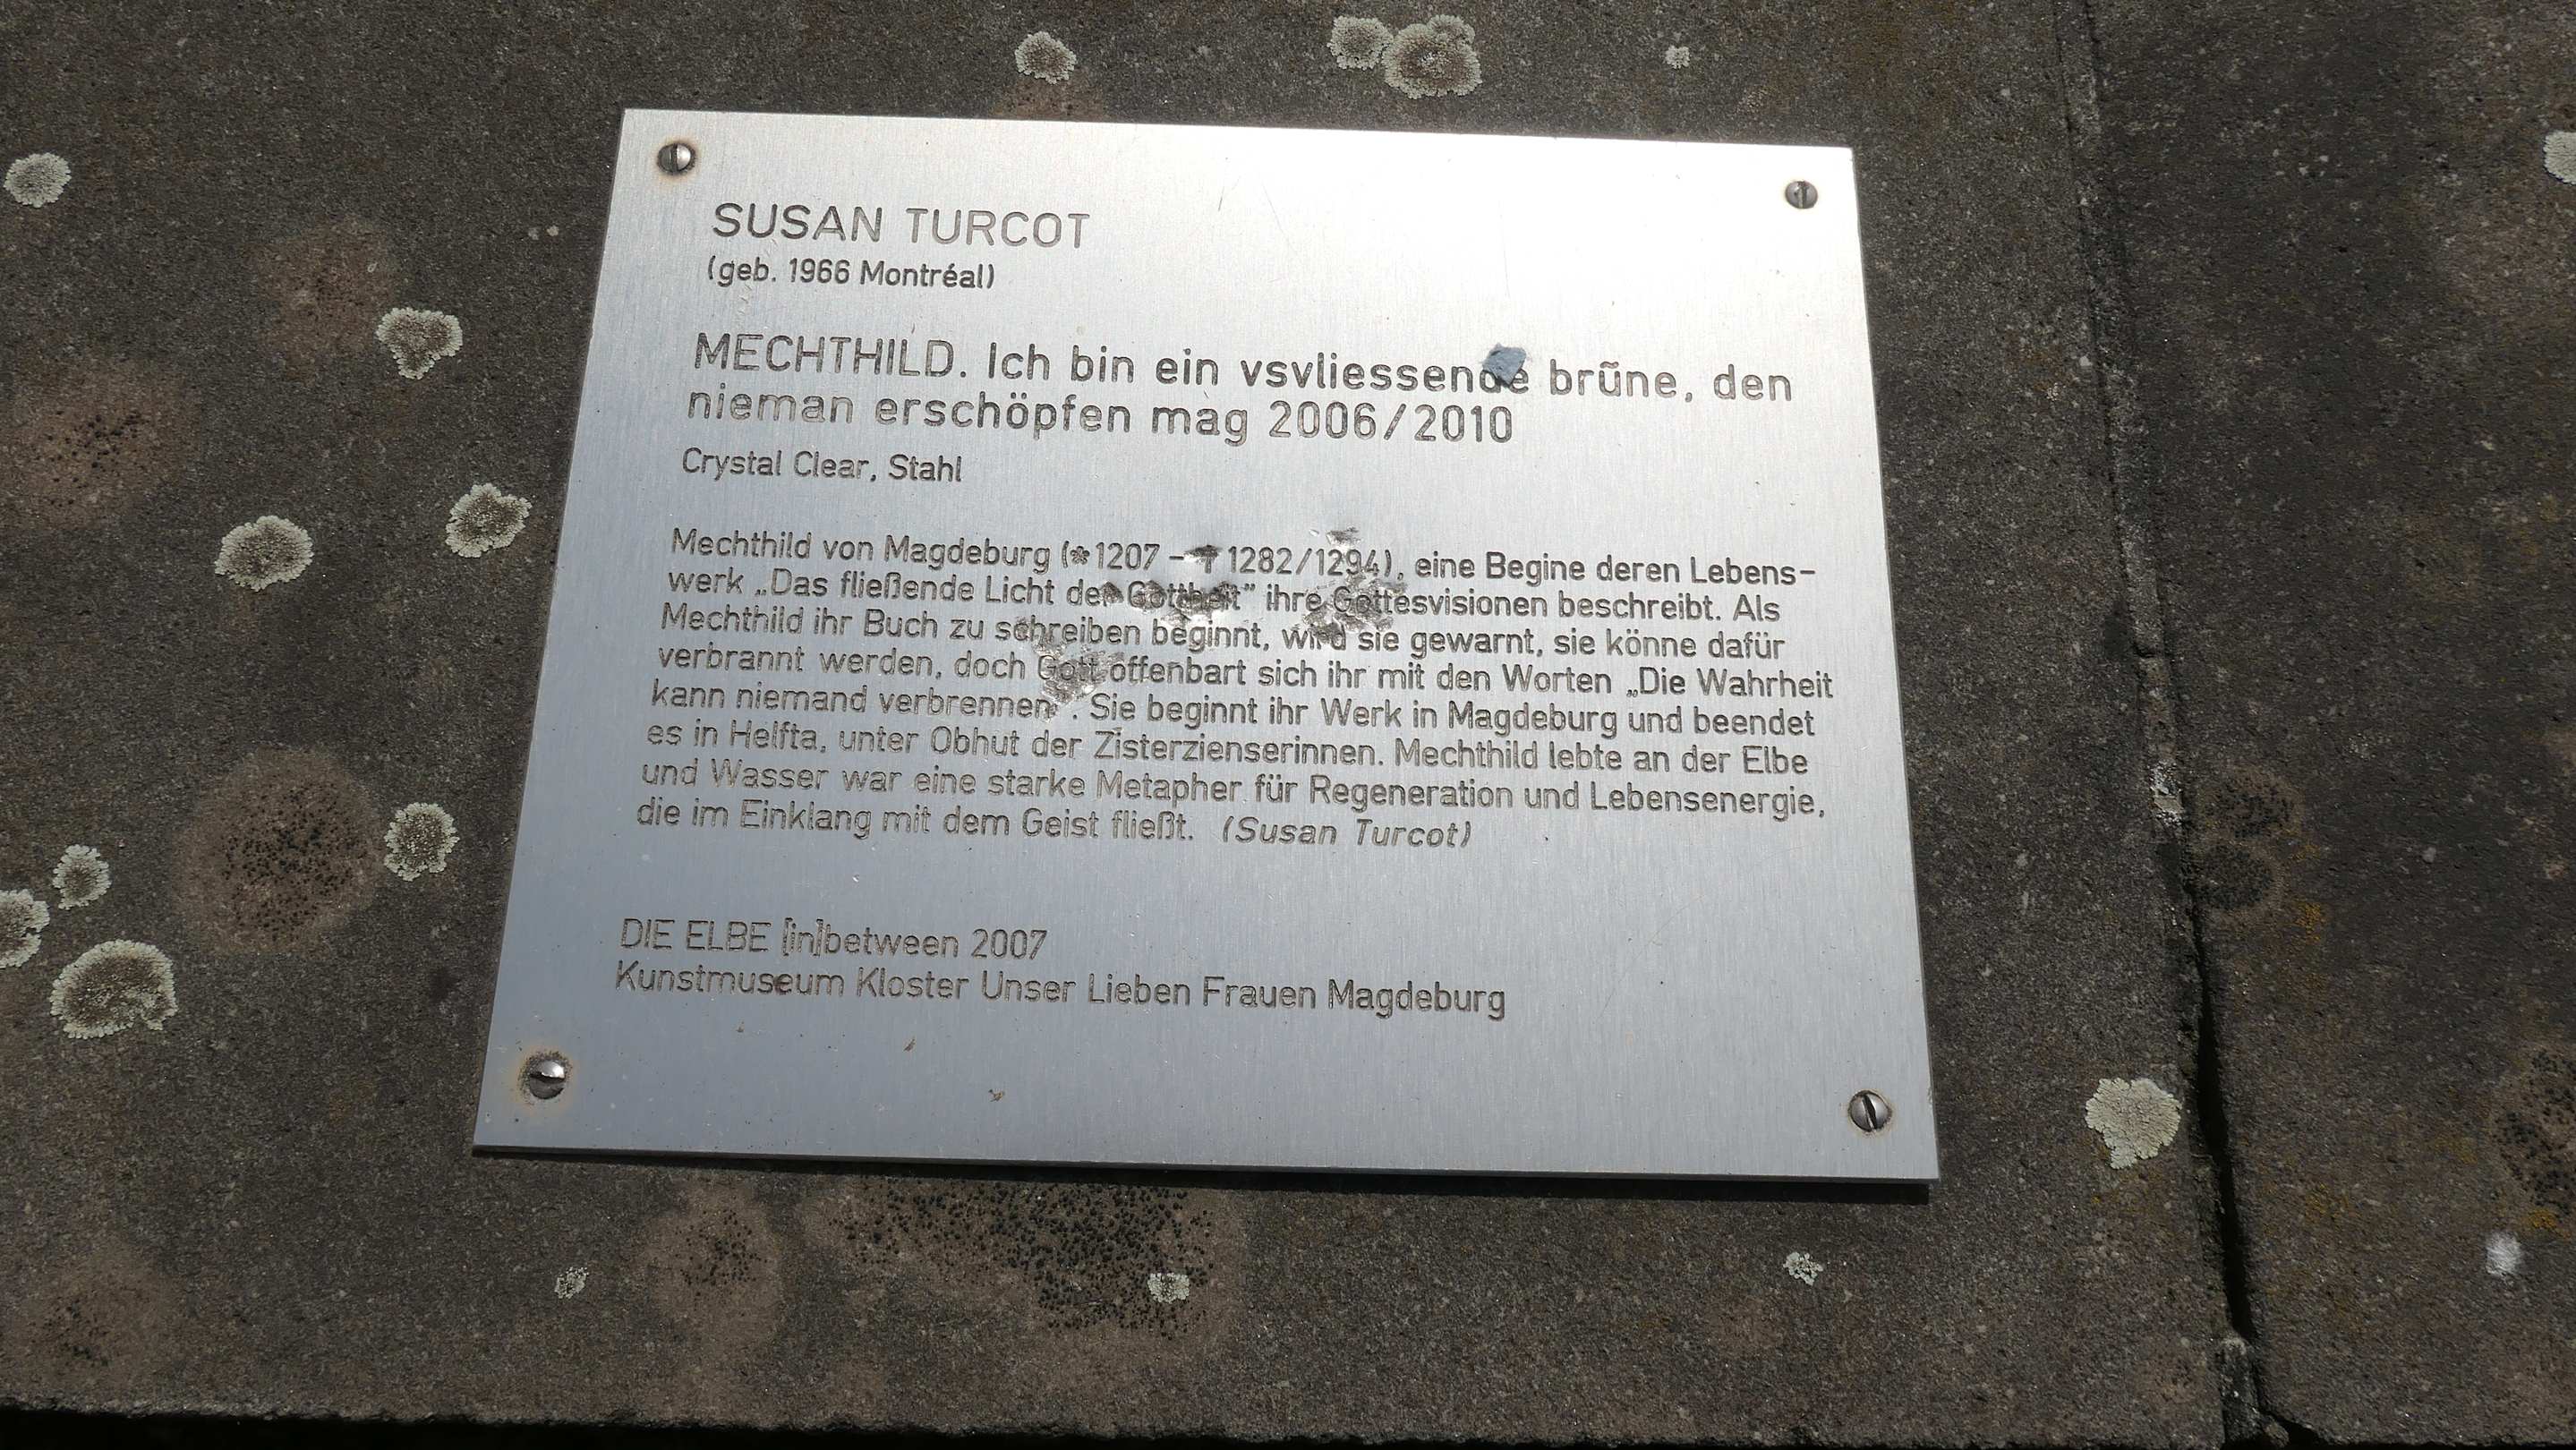 SUSAN TURCOT
(geb. 1966 Montréal)
MECHTHILD. Ich bin ein vsvliessende brũne, den
nieman erschöpfen mag 2006/2010
Crystal Clear, Stahl
Mechthild von Magdeburg (*1207 – † 1282/1294), eine Begine deren Lebens-
werk „Das fließende Licht der Gottheit" ihre Gottesvisionen beschreibt. Als
Mechthild ihr Buch zu schreiben beginnt, wird sie gewarnt, sie könne dafür
verbrannt werden, doch Gott offenbart sich ihr mit den Worten „Die Wahrheit
kann niemand verbrennen". Sie beginnt ihr Werk in Magdeburg und beendet
es in Helfta, unter Obhut der Zisterzienserinnen. Mechthild lebte an der Elbe
und Wasser war eine starke Metapher für Regeneration und Lebensenergie,
die im Einklang mit dem Geist fließt. (Susan Turcot)
DIE ELBE [in]between 2007
Kunstmuseum Kloster Unser Lieben Frauen Magdeburg